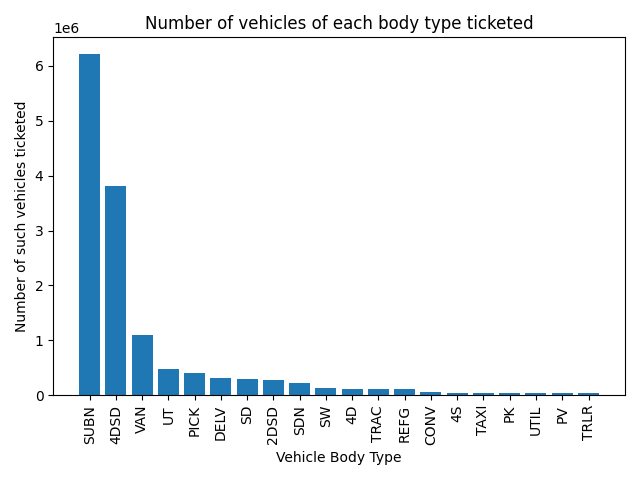 Number of vehicles of each body type ticketed
1e6
6
5
4
3
2
1
0
Number of such vehicles ticketed
SUBN
4DSD
VAN
UT
PICK
DELV
SD
2DSD
SDN
SW
4D
TRAC
REFG
CONV
4S
TAXI
PK
UTIL
PV
TRLR
Vehicle Body Type